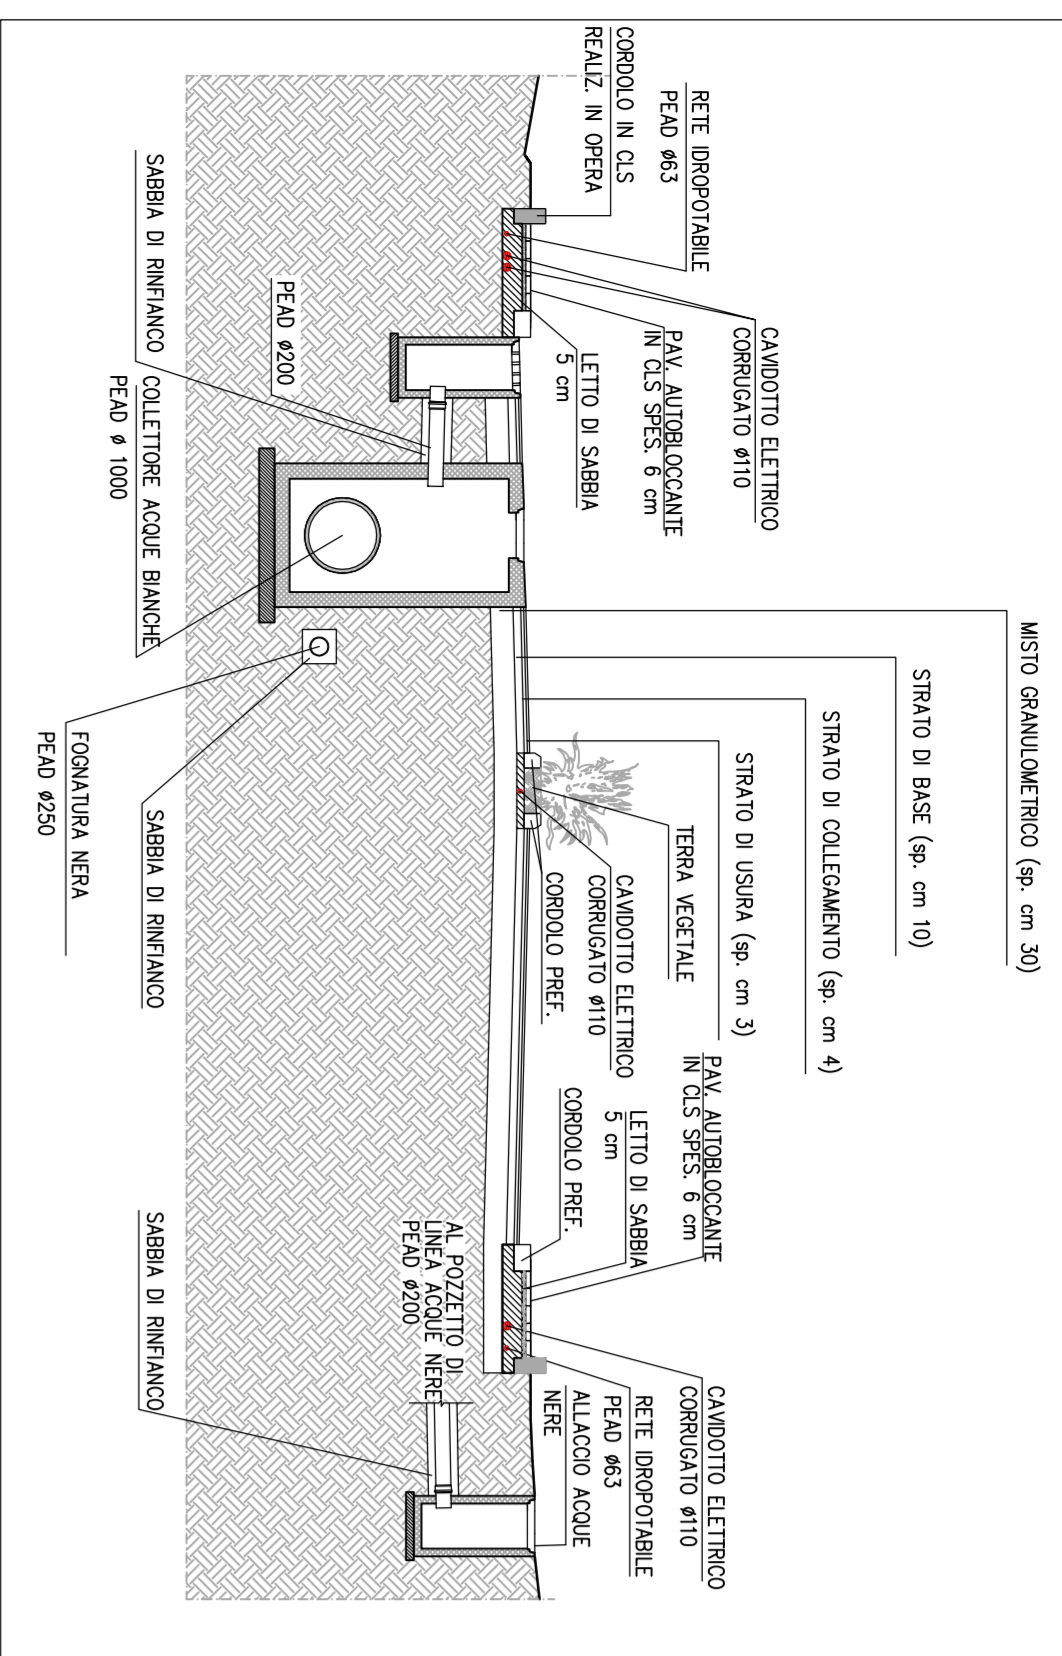 CORDOLO IN CLS
REALIZ. IN OPERA
RETE IDROPOTABILE
PEAD ø63
CAVIDOTTO ELETTRICO
CORRUGATO ø110
PAV. AUTOBLOCCANTE
IN CLS SPES. 6 cm
LETTO DI SABBIA
5 cm
MISTO GRANULOMETRICO (sp. cm 30)
STRATO DI BASE (sp. cm 10)
STRATO DI COLLEGAMENTO (sp. cm 4)
STRATO DI USURA (sp. cm 3)
TERRA VEGETALE
CAVIDOTTO ELETTRICO
CORRUGATO ø110
CORDOLO PREF.
PAV. AUTOBLOCCANTE
IN CLS SPES. 6 cm
LETTO DI SABBIA
5 cm
CORDOLO PREF.
CAVIDOTTO ELETTRICO
CORRUGATO ø110
RETE IDROPOTABILE
PEAD ø63
ALLACCIO ACQUE
NERE
SABBIA DI RINFIANCO
PEAD ø200
COLLETTORE ACQUE BIANCHE
PEAD ø 1000
FOGNATURA NERA
PEAD ø250
SABBIA DI RINFIANCO
AL POZZETTO DI
LINEA ACQUE NERE
PEAD ø200
SABBIA DI RINFIANCO